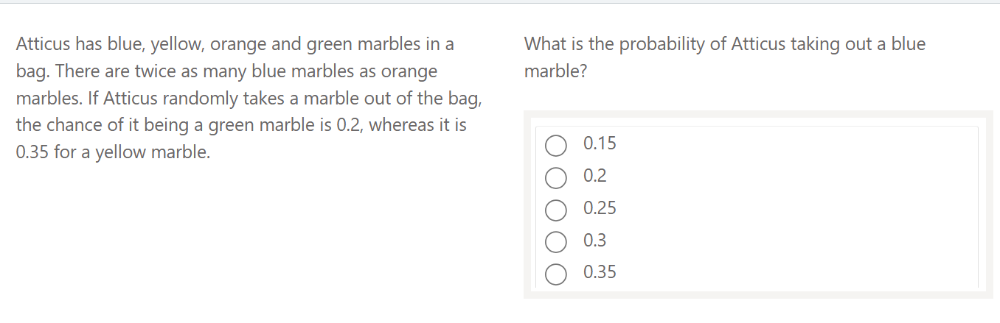 Atticus has blue, yellow, orange and green marbles in a
bag. There are twice as many blue marbles as orange
marbles. If Atticus randomly takes a marble out of the bag,
the chance of it being a green marble is 0.2, whereas it is
0.35 for a yellow marble.
What is the probability of Atticus taking out a blue
marble?
0.15
0.2
0.25
0.3
0.35